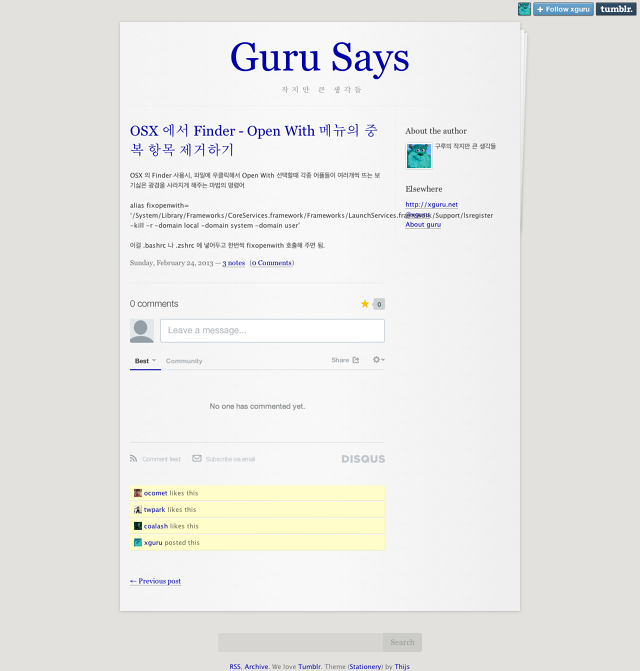 + Follow xguru
tumblr.
Guru Says
작지만 큰 생각들
OSX 에서 Finder - Open With 메뉴의 중
복 항목 제거하기
OSX 의 Finder 사용시, 파일에 우클릭해서 Open With 선택할때 각종 어플들이 여러개씩 뜨는 보
기싫은 광경을 사라지게 해주는 마법의 명령어
alias fixopenwith=
'/System/Library/Frameworks/CoreServices.framework/Frameworks/LaunchServices.framework/Support/lsregister
-kill -r -domain local -domain system -domain user'
이걸 .bashrc 나 .zshrc 에 넣어두고 한번씩 fixopenwith 호출해 주면 됨.
Sunday, February 24, 2013 — 3 notes (0 Comments)
About the author
구루의 작지만 큰 생각들
Elsewhere
http://xguru.net
@xguru
About guru
0 comments
0
Leave a message...
Best
Community
Share
No one has commented yet.
Comment feed
Subscribe via email
DISQUS
ocomet likes this
twpark likes this
coalash likes this
xguru posted this
← Previous post
Search
RSS, Archive. We love Tumblr. Theme (Stationery) by Thijs